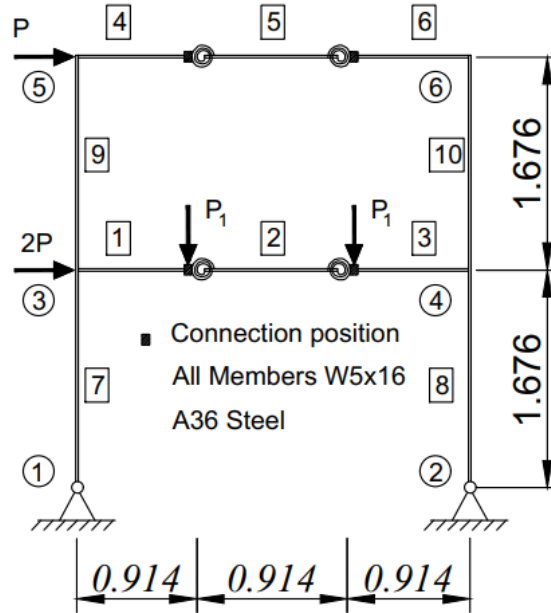 P
4 5 6
5 6
9 10
1.676
P₁ P₁
2P
1 2 3
3 4
Connection position
All Members W5x16
A36 Steel
7 8
1.676
1 2
0.914 0.914 0.914